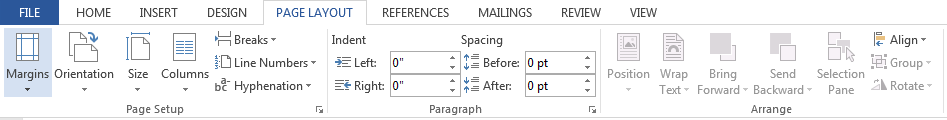 FILE HOME INSERT DESIGN PAGE LAYOUT REFERENCES MAILINGS REVIEW VIEW
Margins
Orientation
Size
Columns
Breaks
Line Numbers
Hyphenation
Page Setup
Indent
Left: 0"
Right: 0"
Spacing
Before: 0 pt
After: 0 pt
Paragraph
Position
Wrap
Text
Bring
Forward
Send
Backward
Selection
Pane
Align
Group
Rotate
Arrange